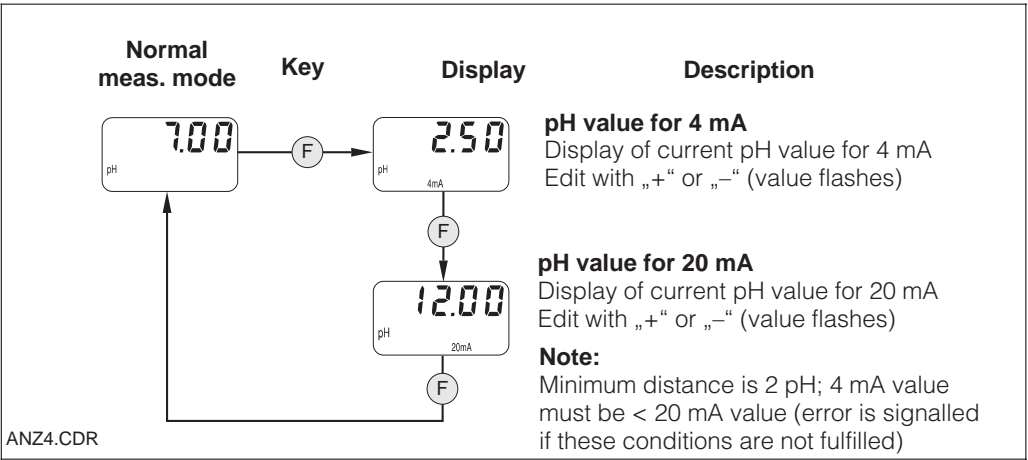 Normal
meas. mode
Key
Display
Description
7.00
pH
F
2.50
pH
4mA
pH value for 4 mA
Display of current pH value for 4 mA
Edit with „+“ or „–“ (value flashes)
F
12.00
pH
20mA
pH value for 20 mA
Display of current pH value for 20 mA
Edit with „+“ or „–“ (value flashes)
Note:
Minimum distance is 2 pH; 4 mA value
must be < 20 mA value (error is signalled
if these conditions are not fulfilled)
F
ANZ4.CDR